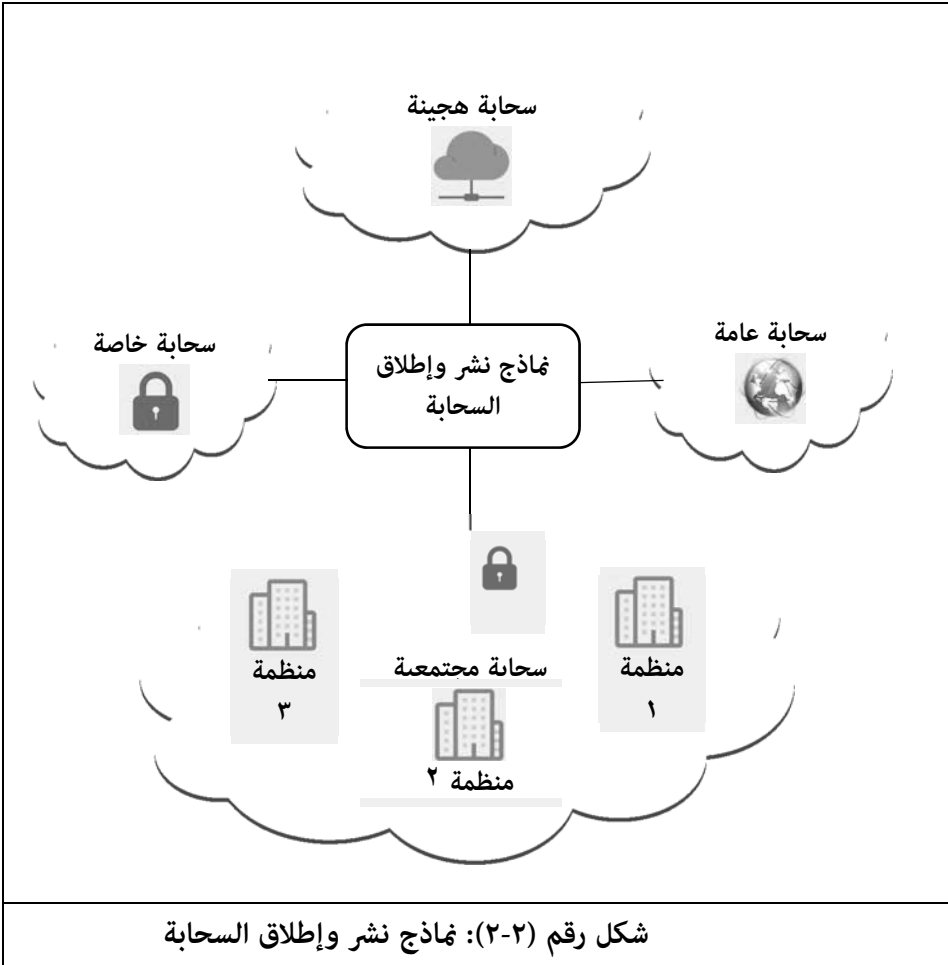 سحابة هجينة
سحابة عامة
نماذج نشر وإطلاق
السحابة
سحابة خاصة
منظمة
١
سحابة مجتمعية
منظمة ٢
منظمة
٣
شكل رقم (٢-٢): نماذج نشر وإطلاق السحابة